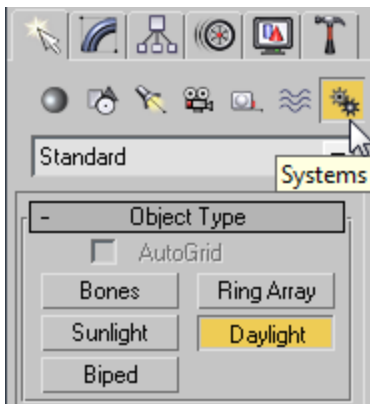 Standard
Systems
- Object Type
AutoGrid
Bones Ring Array
Sunlight Daylight
Biped